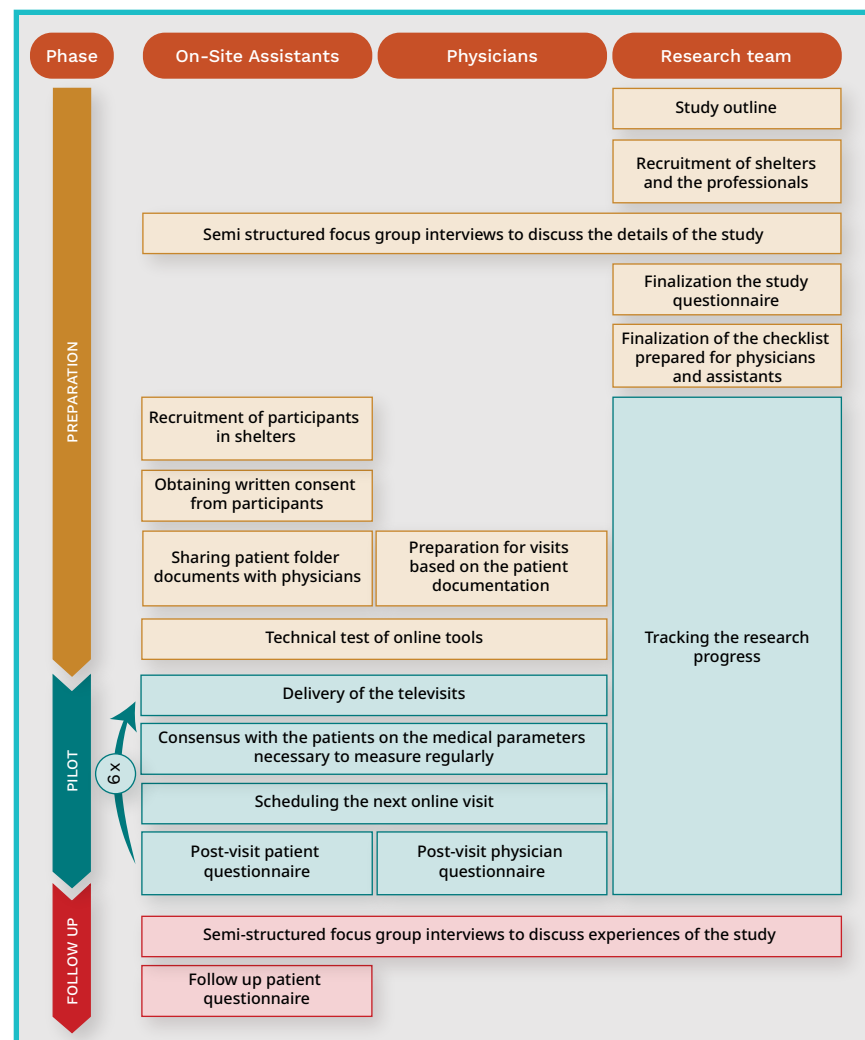 Phase
On-Site Assistants
Physicians
Research team
Study outline
Recruitment of shelters
and the professionals
Semi structured focus group interviews to discuss the details of the study
Finalization the study
questionnaire
Finalization of the checklist
prepared for physicians
and assistants
PREPARATION
Recruitment of participants
in shelters
Obtaining written consent
from participants
Sharing patient folder
documents with physicians
Preparation for visits
based on the patient
documentation
Technical test of online tools
Tracking the research
progress
PILOT
6x
Delivery of the televisits
Consensus with the patients on the medical parameters
necessary to measure regularly
Scheduling the next online visit
Post-visit patient
questionnaire
Post-visit physician
questionnaire
FOLLOW UP
Semi-structured focus group interviews to discuss experiences of the study
Follow up patient
questionnaire